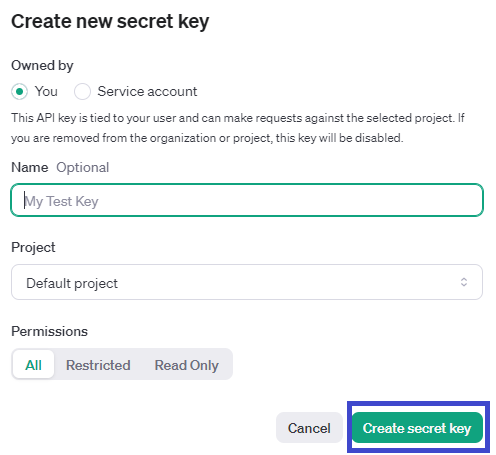 Create new secret key
Owned by
You Service account
This API key is tied to your user and can make requests against the selected project. If
you are removed from the organization or project, this key will be disabled.
Name Optional
My Test Key
Project
Default project
Permissions
All Restricted Read Only
Cancel Create secret key